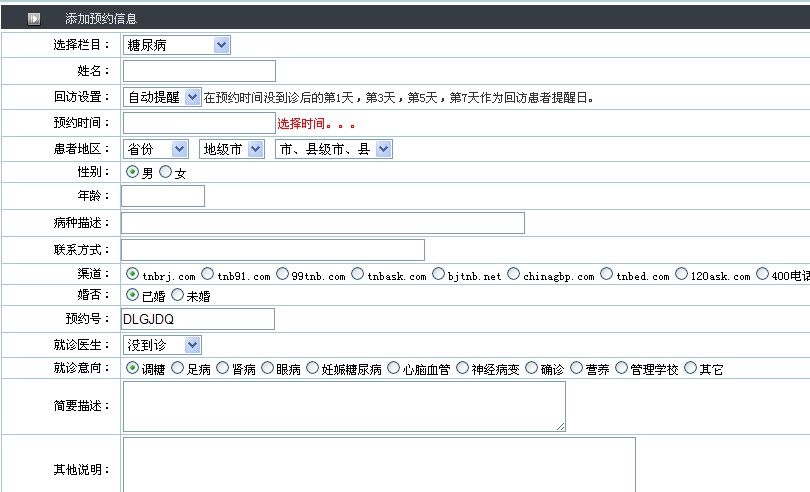 添加预约信息
选择栏目： 糖尿病
姓名：
回访设置： 自动提醒 在预约时间没到诊后的第1天，第3天，第5天，第7天作为回访患者提醒日。
预约时间： 选择时间。。。
患者地区： 省份 地级市 市、县级市、县
性别： 男 女
年龄：
病种描述：
联系方式：
渠道： tnbrj.com tnb91.com 99tnb.com tnbask.com bjtnb.net chinagbp.com tnbed.com 120ask.com 400电话
婚否： 已婚 未婚
预约号： DLGJDQ
就诊医生： 没到诊
就诊意向： 调糖 足病 肾病 眼病 妊娠糖尿病 心脑血管 神经病变 确诊 营养 管理学校 其它
简要描述：
其他说明：